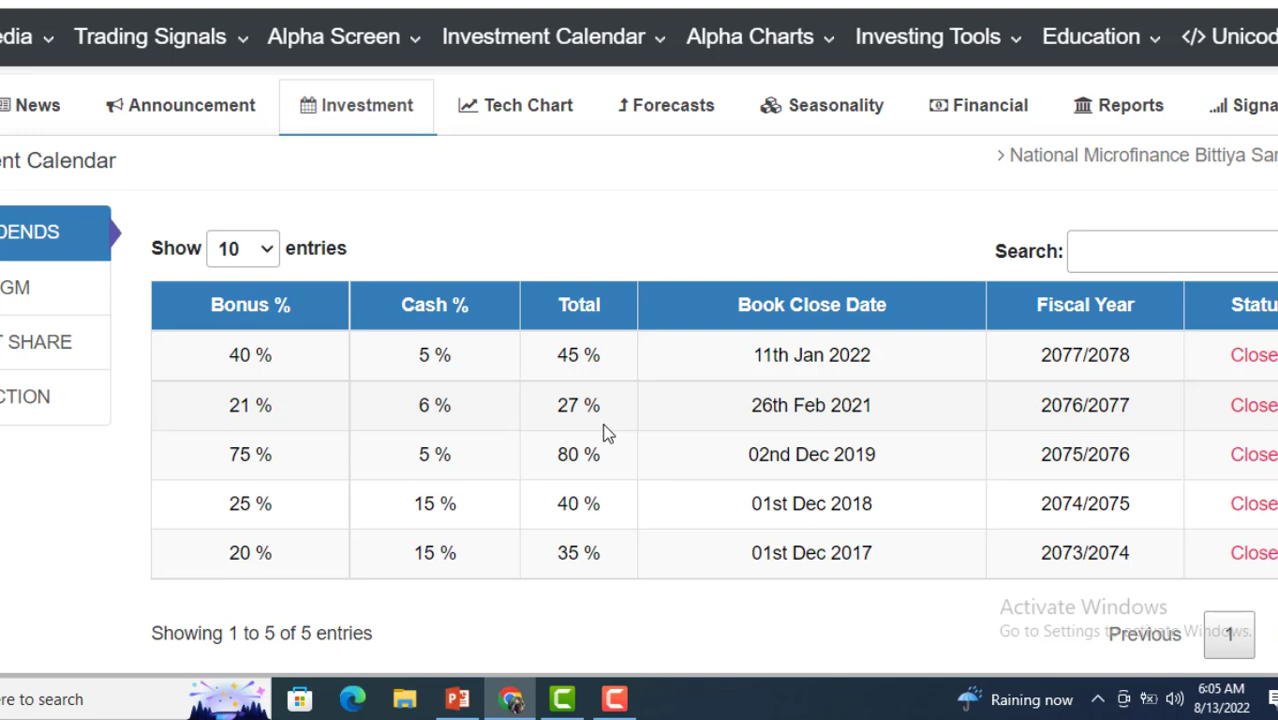 edia Trading Signals Alpha Screen Investment Calendar Alpha Charts Investing Tools Education </> Unicod
News Announcement Investment Tech Chart Forecasts Seasonality Financial Reports Signa
ent Calendar
> National Microfinance Bittiya San
DENDS
GM
T SHARE
CTION
Show 10 entries
Search:
Bonus % Cash % Total Book Close Date Fiscal Year Statu
40 % 5 % 45 % 11th Jan 2022 2077/2078 Close
21 % 6 % 27 % 26th Feb 2021 2076/2077 Close
75 % 5 % 80 % 02nd Dec 2019 2075/2076 Close
25 % 15 % 40 % 01st Dec 2018 2074/2075 Close
20 % 15 % 35 % 01st Dec 2017 2073/2074 Close
Showing 1 to 5 of 5 entries
Previous 1
Activate Windows
Go to Settings to activate Windows.
ere to search
Raining now
6:05 AM
8/13/2022